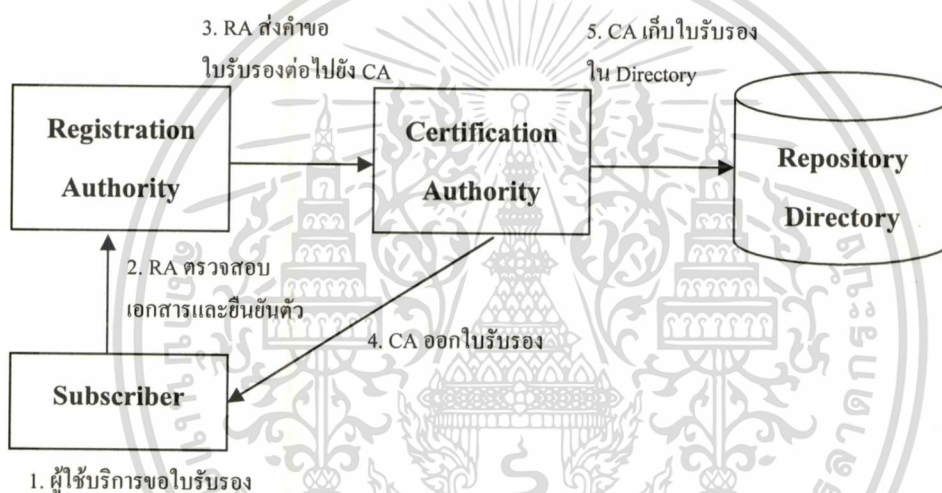 3. RA ส่งคำขอ
ใบรับรองต่อไปยัง CA
5. CA เก็บใบรับรอง
ใน Directory
Registration
Authority
Certification
Authority
Repository
Directory
2. RA ตรวจสอบ
เอกสารและยืนยันตัว
4. CA ออกใบรับรอง
Subscriber
1. ผู้ใช้บริการขอใบรับรอง